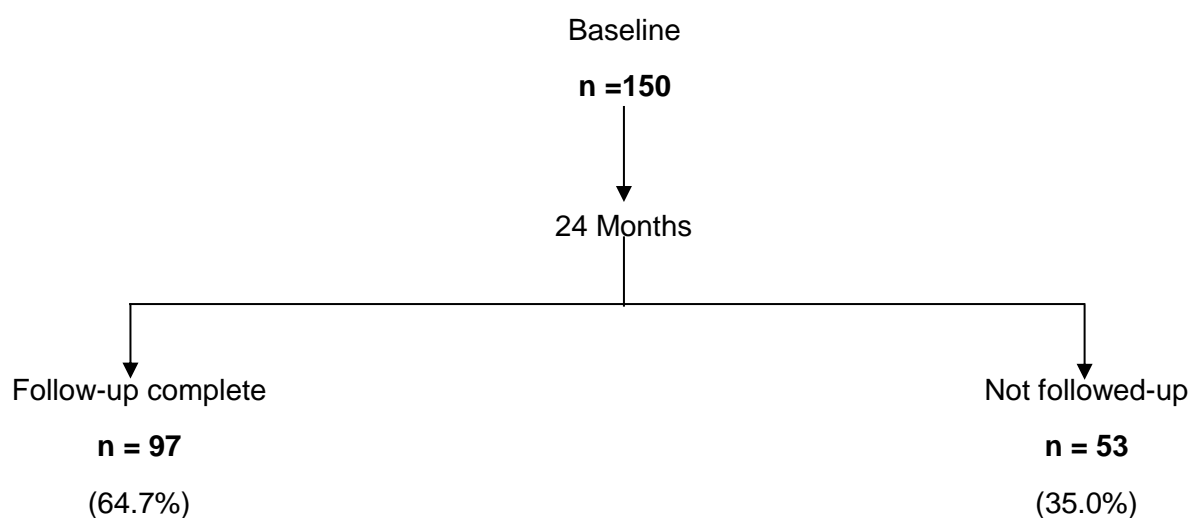 Baseline
n =150
24 Months
Follow-up complete
n = 97
(64.7%)
Not followed-up
n = 53
(35.0%)